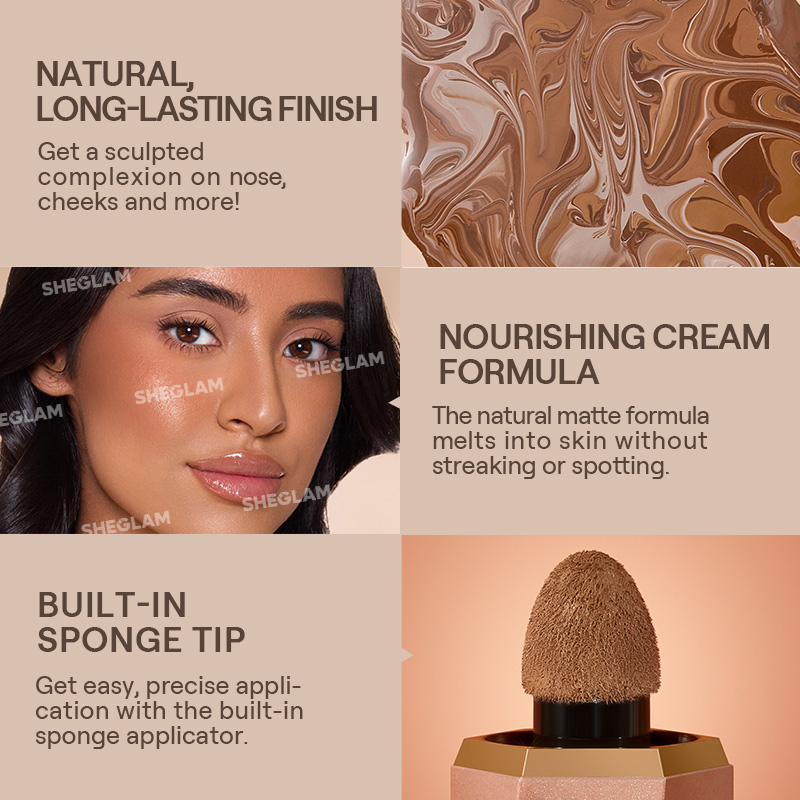 NATURAL,
LONG-LASTING FINISH
Get a sculpted
complexion on nose,
cheeks and more!
SHEGLAM
SHEGLAM
SHEGLAM
EGLAM
SHEGLAM
SHEGLAM
NOURISHING CREAM
FORMULA
The natural matte formula
melts into skin without
streaking or spotting.
BUILT-IN
SPONGE TIP
Get easy, precise appli-
cation with the built-in
sponge applicator.